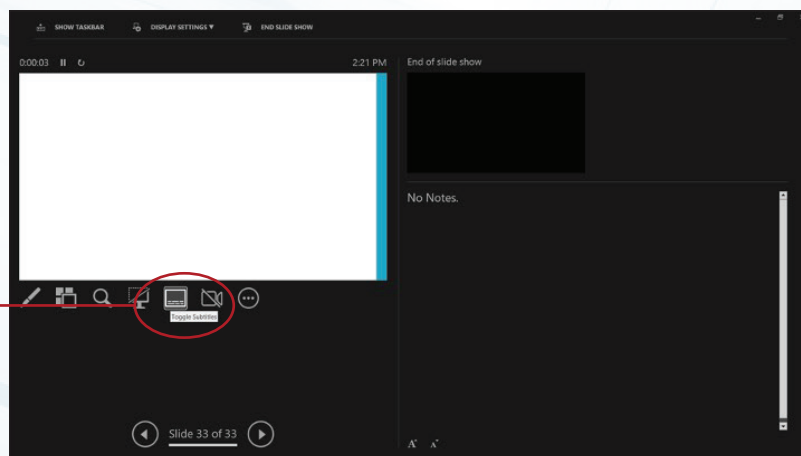 SHOW TASKBAR DISPLAY SETTINGS ▼ END SLIDE SHOW
0:00:03 2:21 PM
End of slide show
No Notes.
Toggle Subtitles
Slide 33 of 33
A A